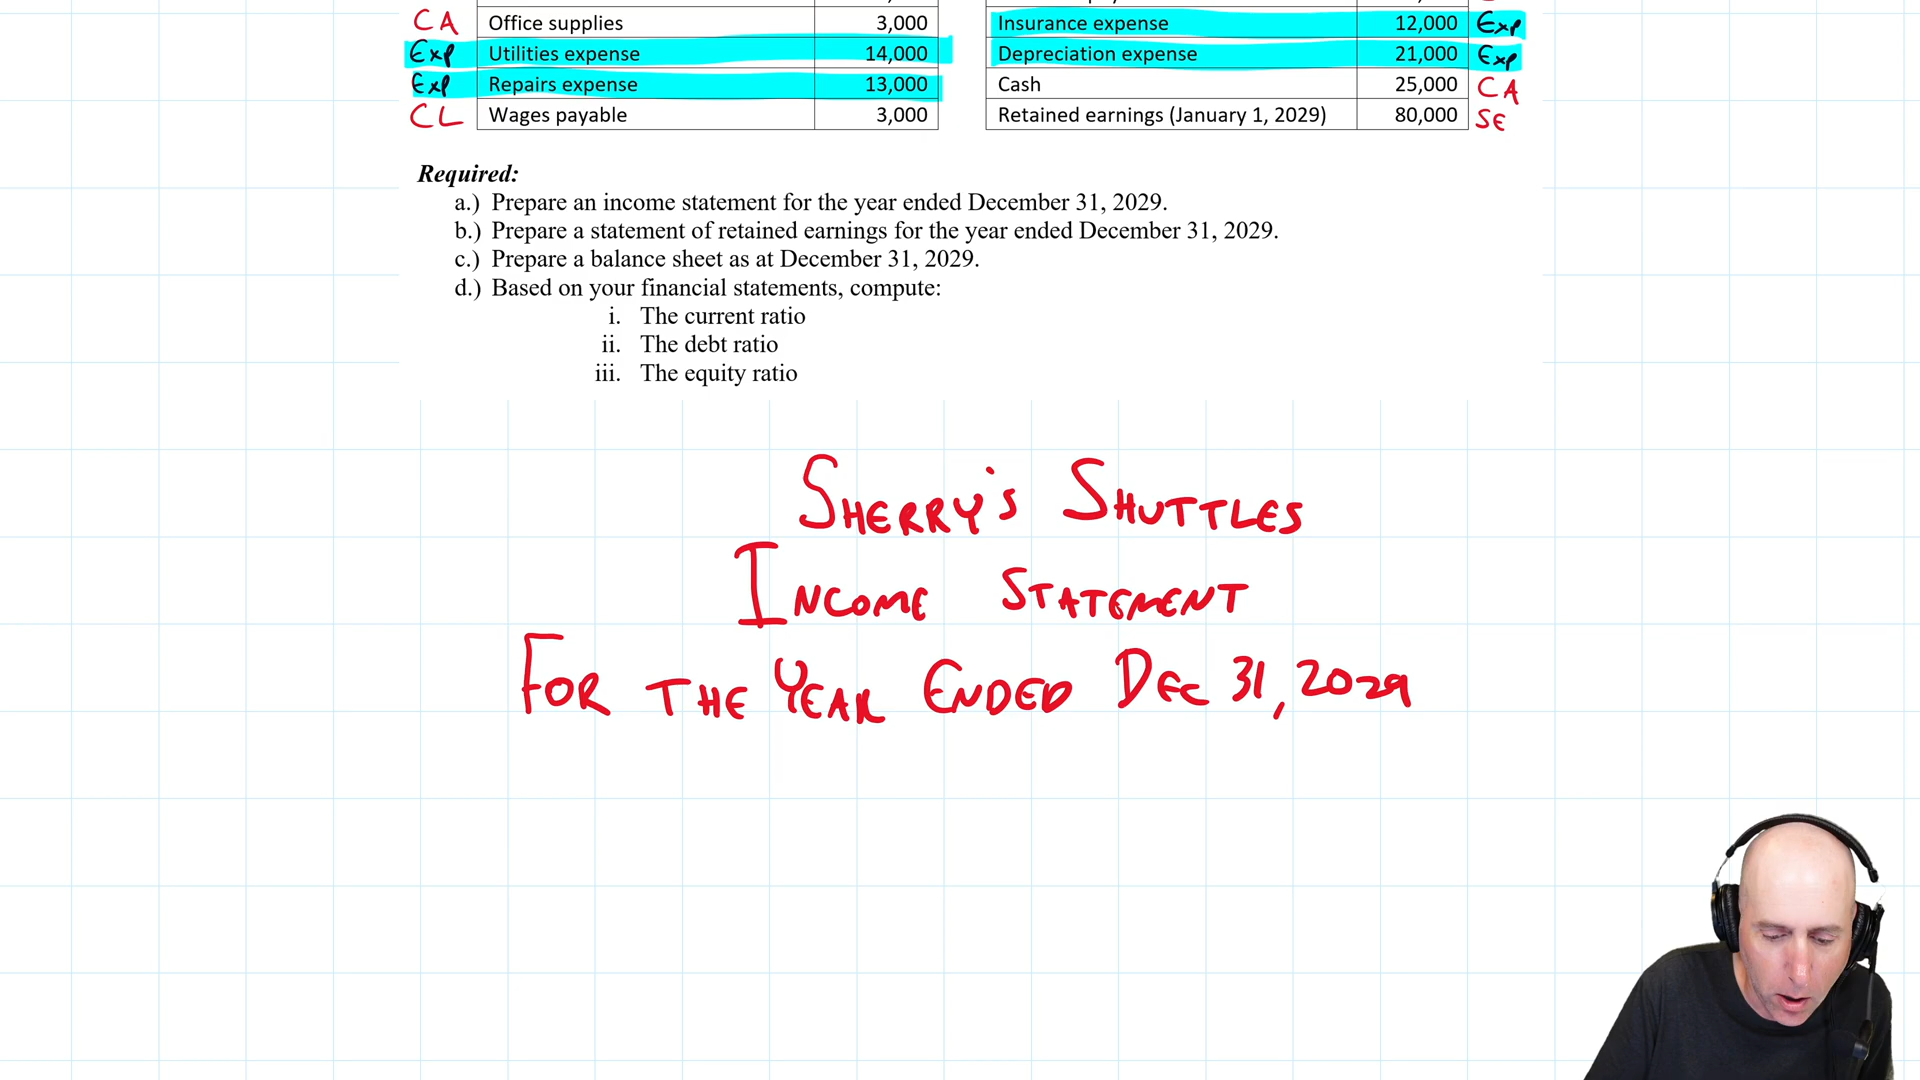 CA Office supplies 3,000 Insurance expense 12,000 Exp
Exp Utilities expense 14,000 Depreciation expense 21,000 Exp
Exp Repairs expense 13,000 Cash 25,000 CA
CL Wages payable 3,000 Retained earnings (January 1, 2029) 80,000 SE
Required:
a.) Prepare an income statement for the year ended December 31, 2029.
b.) Prepare a statement of retained earnings for the year ended December 31, 2029.
c.) Prepare a balance sheet as at December 31, 2029.
d.) Based on your financial statements, compute:
i. The current ratio
ii. The debt ratio
iii. The equity ratio
SHERRY'S SHUTTLES
INCOME STATEMENT
FOR THE YEAR ENDED DEC 31, 2029